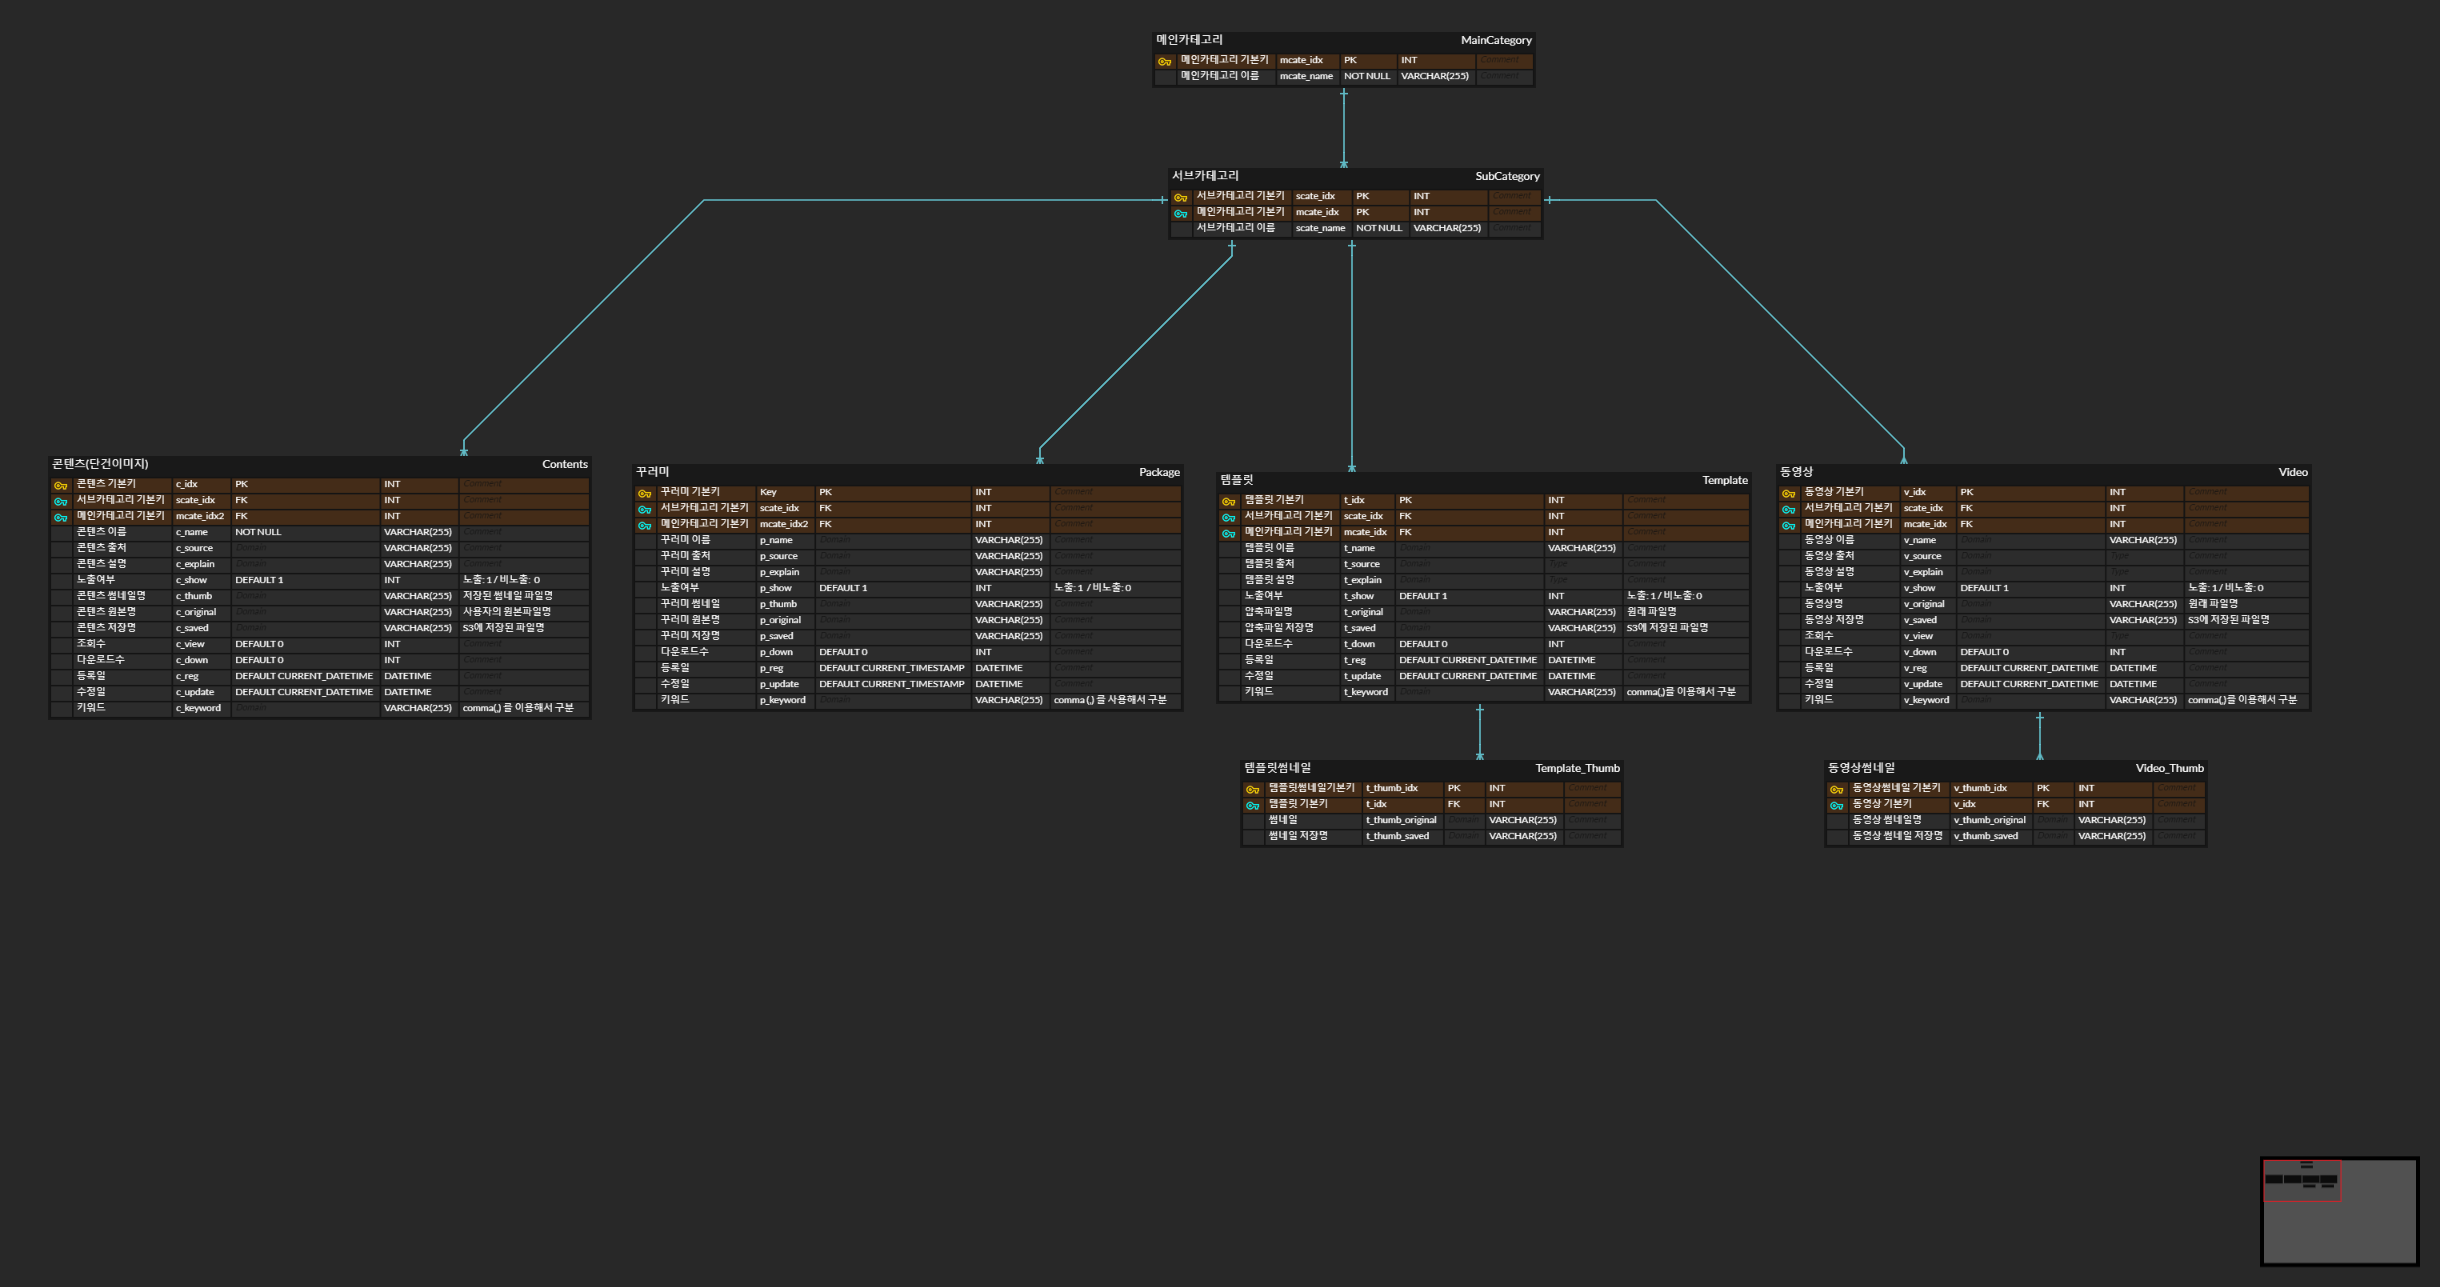 메인카테고리 MainCategory
메인카테고리 기본키 mcate_idx PK INT Comment
메인카테고리 이름 mcate_name NOT NULL VARCHAR(255) Comment
서브카테고리 SubCategory
서브카테고리 기본키 scate_idx PK INT Comment
메인카테고리 기본키 mcate_idx PK INT Comment
서브카테고리 이름 scate_name NOT NULL VARCHAR(255) Comment
콘텐츠(단건이미지) Contents
콘텐츠 기본키 c_idx PK INT Comment
서브카테고리 기본키 scate_idx FK INT Comment
메인카테고리 기본키 mcate_idx2 FK INT Comment
콘텐츠 이름 c_name NOT NULL VARCHAR(255) Comment
콘텐츠 출처 c_source Domain VARCHAR(255) Comment
콘텐츠 설명 c_explain Domain VARCHAR(255) Comment
노출여부 c_show DEFAULT 1 INT 노출: 1 / 비노출: 0
콘텐츠 썸네일명 c_thumb Domain VARCHAR(255) 저장된 썸네일 파일명
콘텐츠 원본명 c_original Domain VARCHAR(255) 사용자의 원본파일명
콘텐츠 저장명 c_saved Domain VARCHAR(255) S3에 저장된 파일명
조회수 c_view DEFAULT 0 INT Comment
다운로드수 c_down DEFAULT 0 INT Comment
등록일 c_reg DEFAULT CURRENT_DATETIME DATETIME Comment
수정일 c_update DEFAULT CURRENT_DATETIME DATETIME Comment
키워드 c_keyword Domain VARCHAR(255) comma(,) 를 이용해서 구분
꾸러미 Package
꾸러미 기본키 Key PK INT Comment
서브카테고리 기본키 scate_idx FK INT Comment
메인카테고리 기본키 mcate_idx2 FK INT Comment
꾸러미 이름 p_name Domain VARCHAR(255) Comment
꾸러미 출처 p_source Domain VARCHAR(255) Comment
꾸러미 설명 p_explain Domain VARCHAR(255) Comment
노출여부 p_show DEFAULT 1 INT 노출: 1 / 비노출: 0
꾸러미 썸네일 p_thumb Domain VARCHAR(255) Comment
꾸러미 원본명 p_original Domain VARCHAR(255) Comment
꾸러미 저장명 p_saved Domain VARCHAR(255) Comment
다운로드수 p_down DEFAULT 0 INT Comment
등록일 p_reg DEFAULT CURRENT_TIMESTAMP DATETIME Comment
수정일 p_update DEFAULT CURRENT_TIMESTAMP DATETIME Comment
키워드 p_keyword Domain VARCHAR(255) comma (,) 를 사용해서 구분
템플릿 Template
템플릿 기본키 t_idx PK INT Comment
서브카테고리 기본키 scate_idx FK INT Comment
메인카테고리 기본키 mcate_idx FK INT Comment
템플릿 이름 t_name Domain VARCHAR(255) Comment
템플릿 출처 t_source Domain Type Comment
템플릿 설명 t_explain Domain Type Comment
노출여부 t_show DEFAULT 1 INT 노출: 1 / 비노출: 0
압축파일명 t_original Domain VARCHAR(255) 원래 파일명
압축파일 저장명 t_saved Domain VARCHAR(255) S3에 저장된 파일명
다운로드수 t_down DEFAULT 0 INT Comment
등록일 t_reg DEFAULT CURRENT_DATETIME DATETIME Comment
수정일 t_update DEFAULT CURRENT_DATETIME DATETIME Comment
키워드 t_keyword Domain VARCHAR(255) comma(,)를 이용해서 구분
동영상 Video
동영상 기본키 v_idx PK INT Comment
서브카테고리 기본키 scate_idx FK INT Comment
메인카테고리 기본키 mcate_idx FK INT Comment
동영상 이름 v_name Domain VARCHAR(255) Comment
동영상 출처 v_source Domain Type Comment
동영상 설명 v_explain Domain Type Comment
노출여부 v_show DEFAULT 1 INT 노출: 1 / 비노출: 0
동영상명 v_original Domain VARCHAR(255) 원래 파일명
동영상 저장명 v_saved Domain VARCHAR(255) S3에 저장된 파일명
조회수 v_view Domain Type Comment
다운로드수 v_down DEFAULT 0 INT Comment
등록일 v_reg DEFAULT CURRENT_DATETIME DATETIME Comment
수정일 v_update DEFAULT CURRENT_DATETIME DATETIME Comment
키워드 v_keyword Domain VARCHAR(255) comma(,)를 이용해서 구분
템플릿썸네일 Template_Thumb
템플릿썸네일기본키 t_thumb_idx PK INT Comment
템플릿 기본키 t_idx FK INT Comment
썸네일 t_thumb_original Domain VARCHAR(255) Comment
썸네일 저장명 t_thumb_saved Domain VARCHAR(255) Comment
동영상썸네일 Video_Thumb
동영상썸네일 기본키 v_thumb_idx PK INT Comment
동영상 기본키 v_idx FK INT Comment
동영상 썸네일명 v_thumb_original Domain VARCHAR(255) Comment
동영상 썸네일 저장명 v_thumb_saved Domain VARCHAR(255) Comment